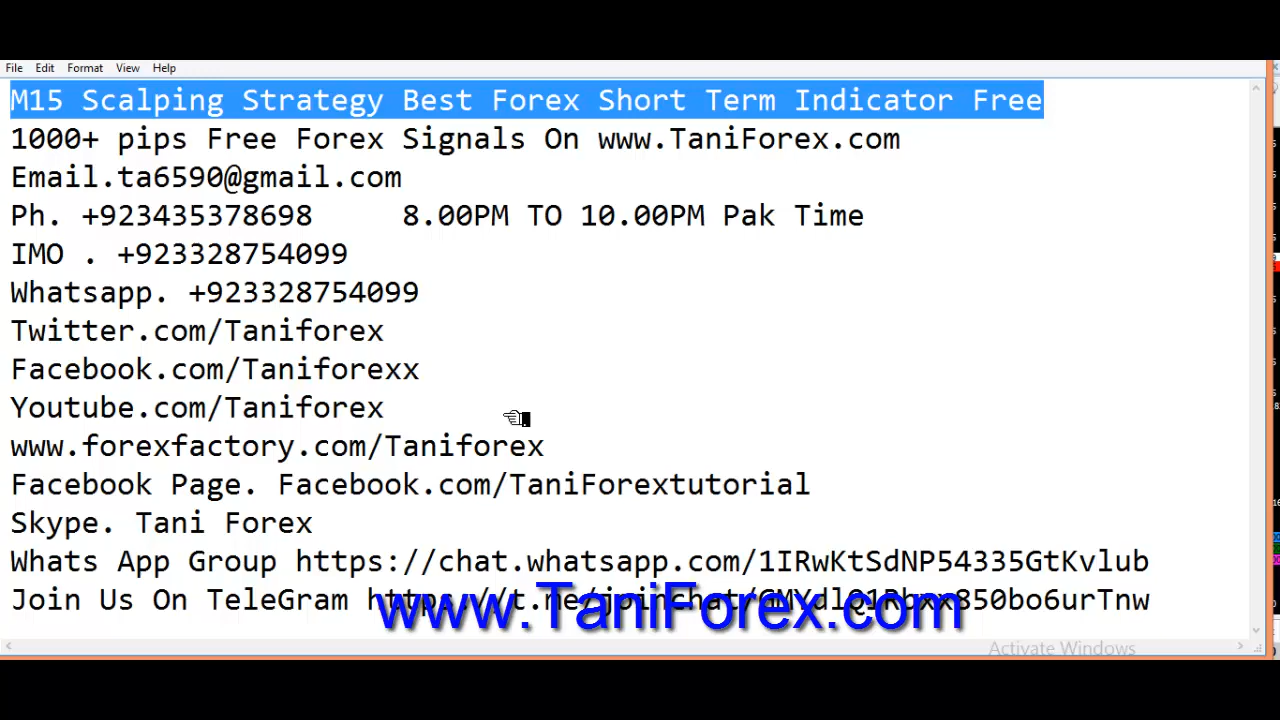 File Edit Format View Help
M15 Scalping Strategy Best Forex Short Term Indicator Free
1000+ pips Free Forex Signals On www.TaniForex.com
Email.ta6590@gmail.com
Ph. +923435378698 8.00PM TO 10.00PM Pak Time
IMO . +923328754099
Whatsapp. +923328754099
Twitter.com/Taniforex
Facebook.com/Taniforexx
Youtube.com/Taniforex
www.forexfactory.com/Taniforex
Facebook Page. Facebook.com/TaniForextutorial
Skype. Tani Forex
Whats App Group https://chat.whatsapp.com/1IRwKtSdNP54335GtKvlub
Join Us On TeleGram
www.TaniForex.com
Activate Windows